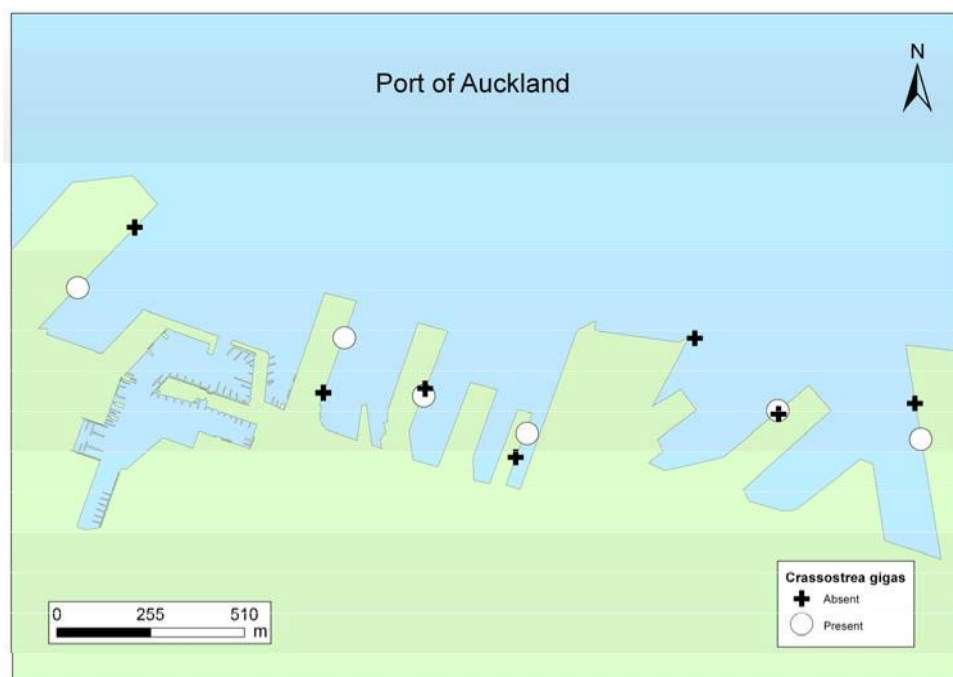 Port of Auckland
N
Crassostrea gigas
Absent
Present
0 255 510
m